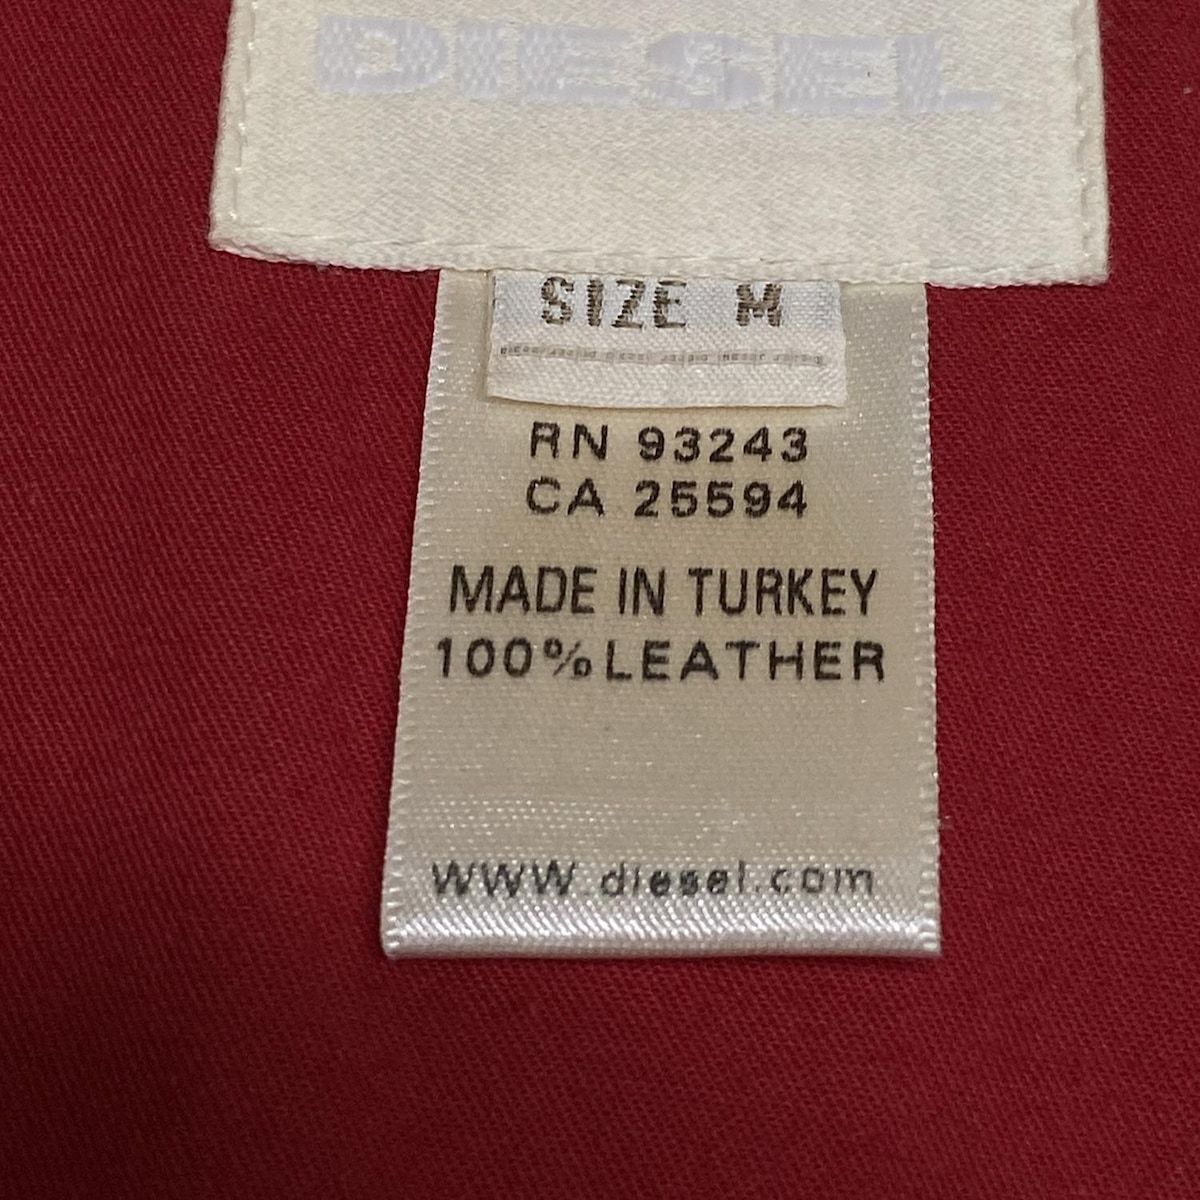 DIESEL
SIZE M
RN 93243
CA 25594
MADE IN TURKEY
100% LEATHER
www.diesel.com